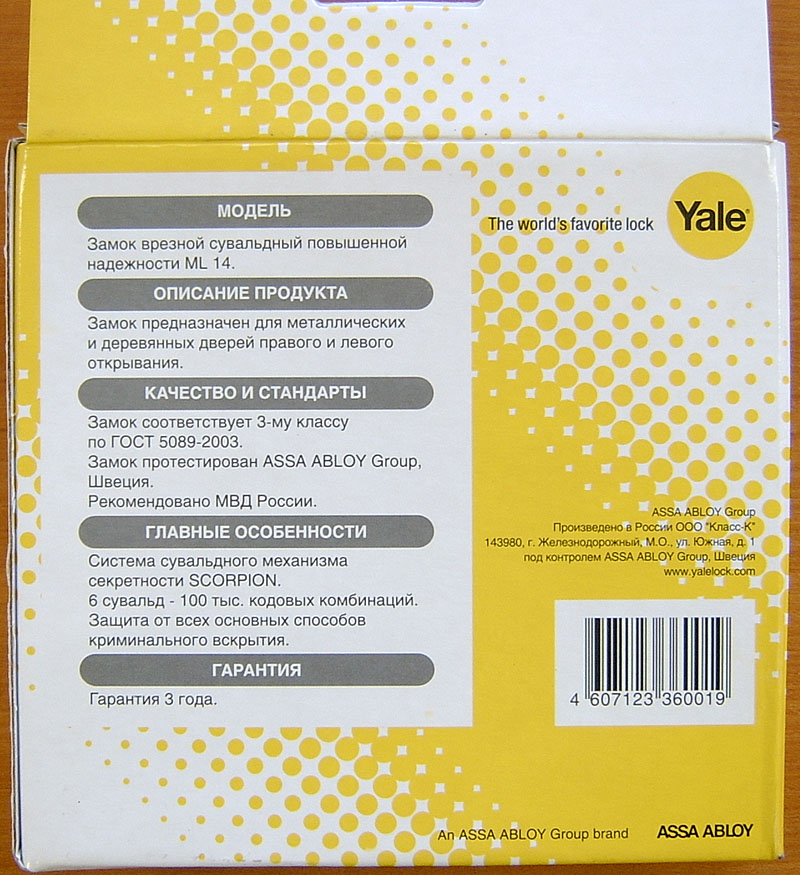 МОДЕЛЬ
Замок врезной сувальдный повышенной
надежности ML 14.
ОПИСАНИЕ ПРОДУКТА
Замок предназначен для металлических
и деревянных дверей правого и левого
открывания.
КАЧЕСТВО И СТАНДАРТЫ
Замок соответствует 3-му классу
по ГОСТ 5089-2003.
Замок протестирован ASSA ABLOY Group,
Швеция.
Рекомендовано МВД России.
ГЛАВНЫЕ ОСОБЕННОСТИ
Система сувальдного механизма
секретности SCORPION.
6 сувальд - 100 тыс. кодовых комбинаций.
Защита от всех основных способов
криминального вскрытия.
ГАРАНТИЯ
Гарантия 3 года.
The world's favorite lock
Yale®
ASSA ABLOY Group
Произведено в России ООО "Класс-К"
143980, г. Железнодорожный, М.О., ул. Южная, д. 1
под контролем ASSA ABLOY Group, Швеция
www.yalelock.com
4 607123 360019
An ASSA ABLOY Group brand
ASSA ABLOY